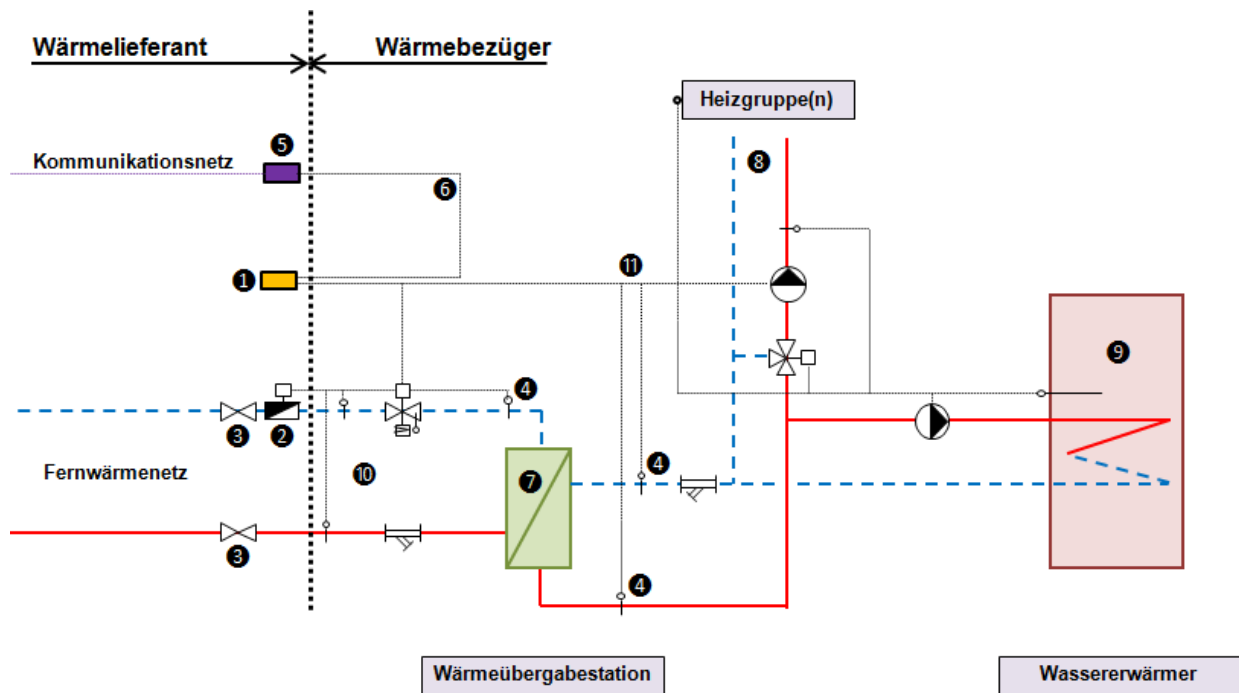 Wärmelieferant
Wärmebezüger
Heizgruppe(n)
5
Kommunikationsnetz
8
6
1
11
9
4
3
2
4
Fernwärmenetz
10
7
3
4
Wärmeübergabestation
Wassererwärmer